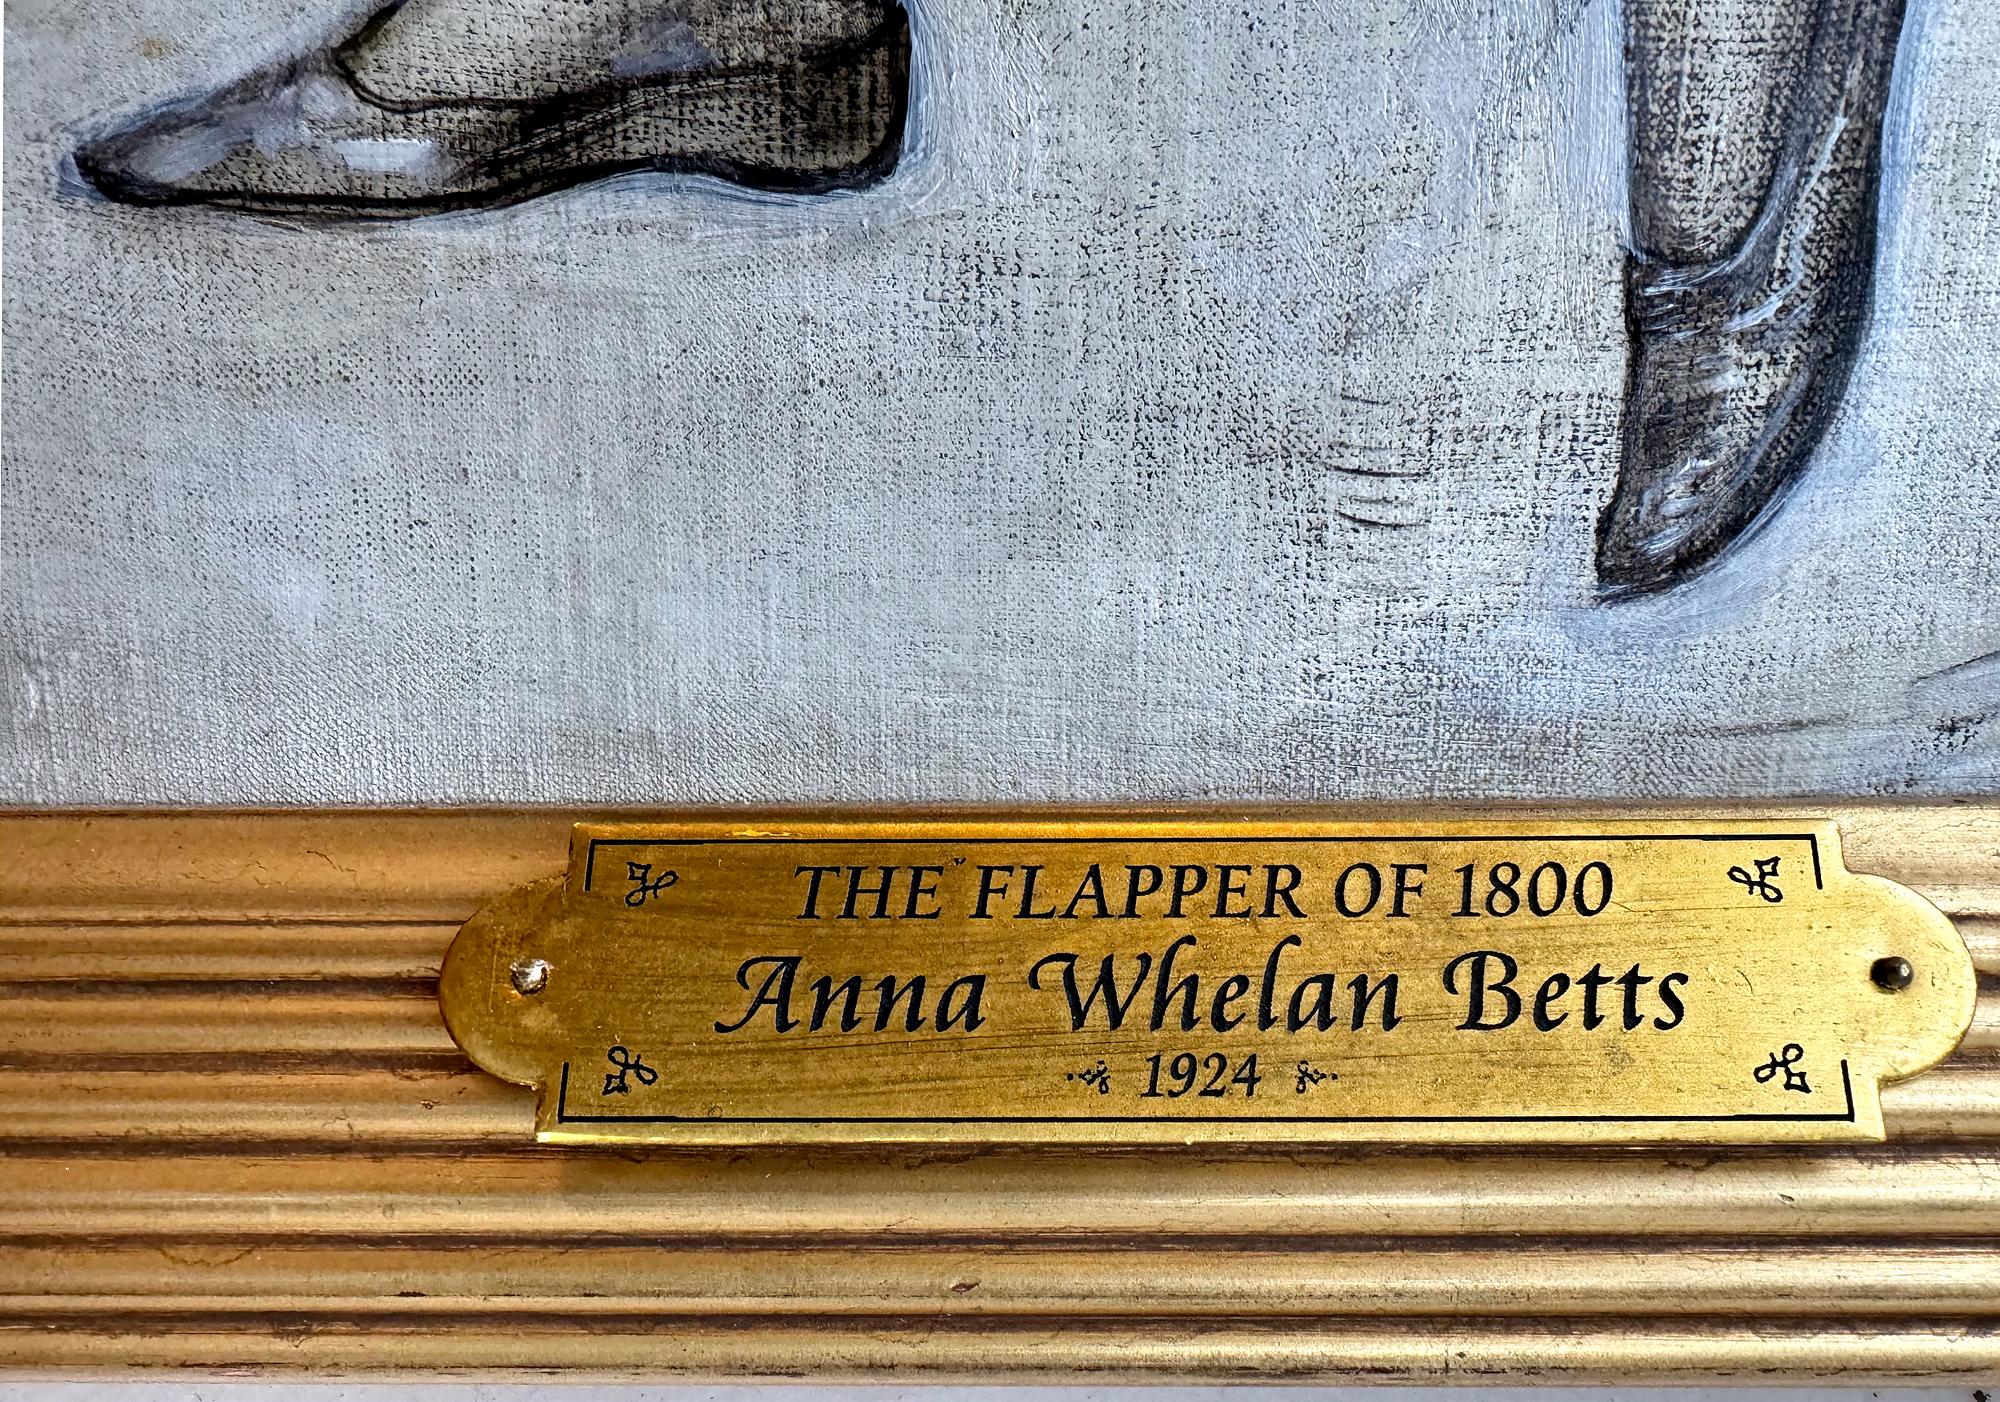 THE FLAPPER OF 1800
Anna Whelan Betts
1924